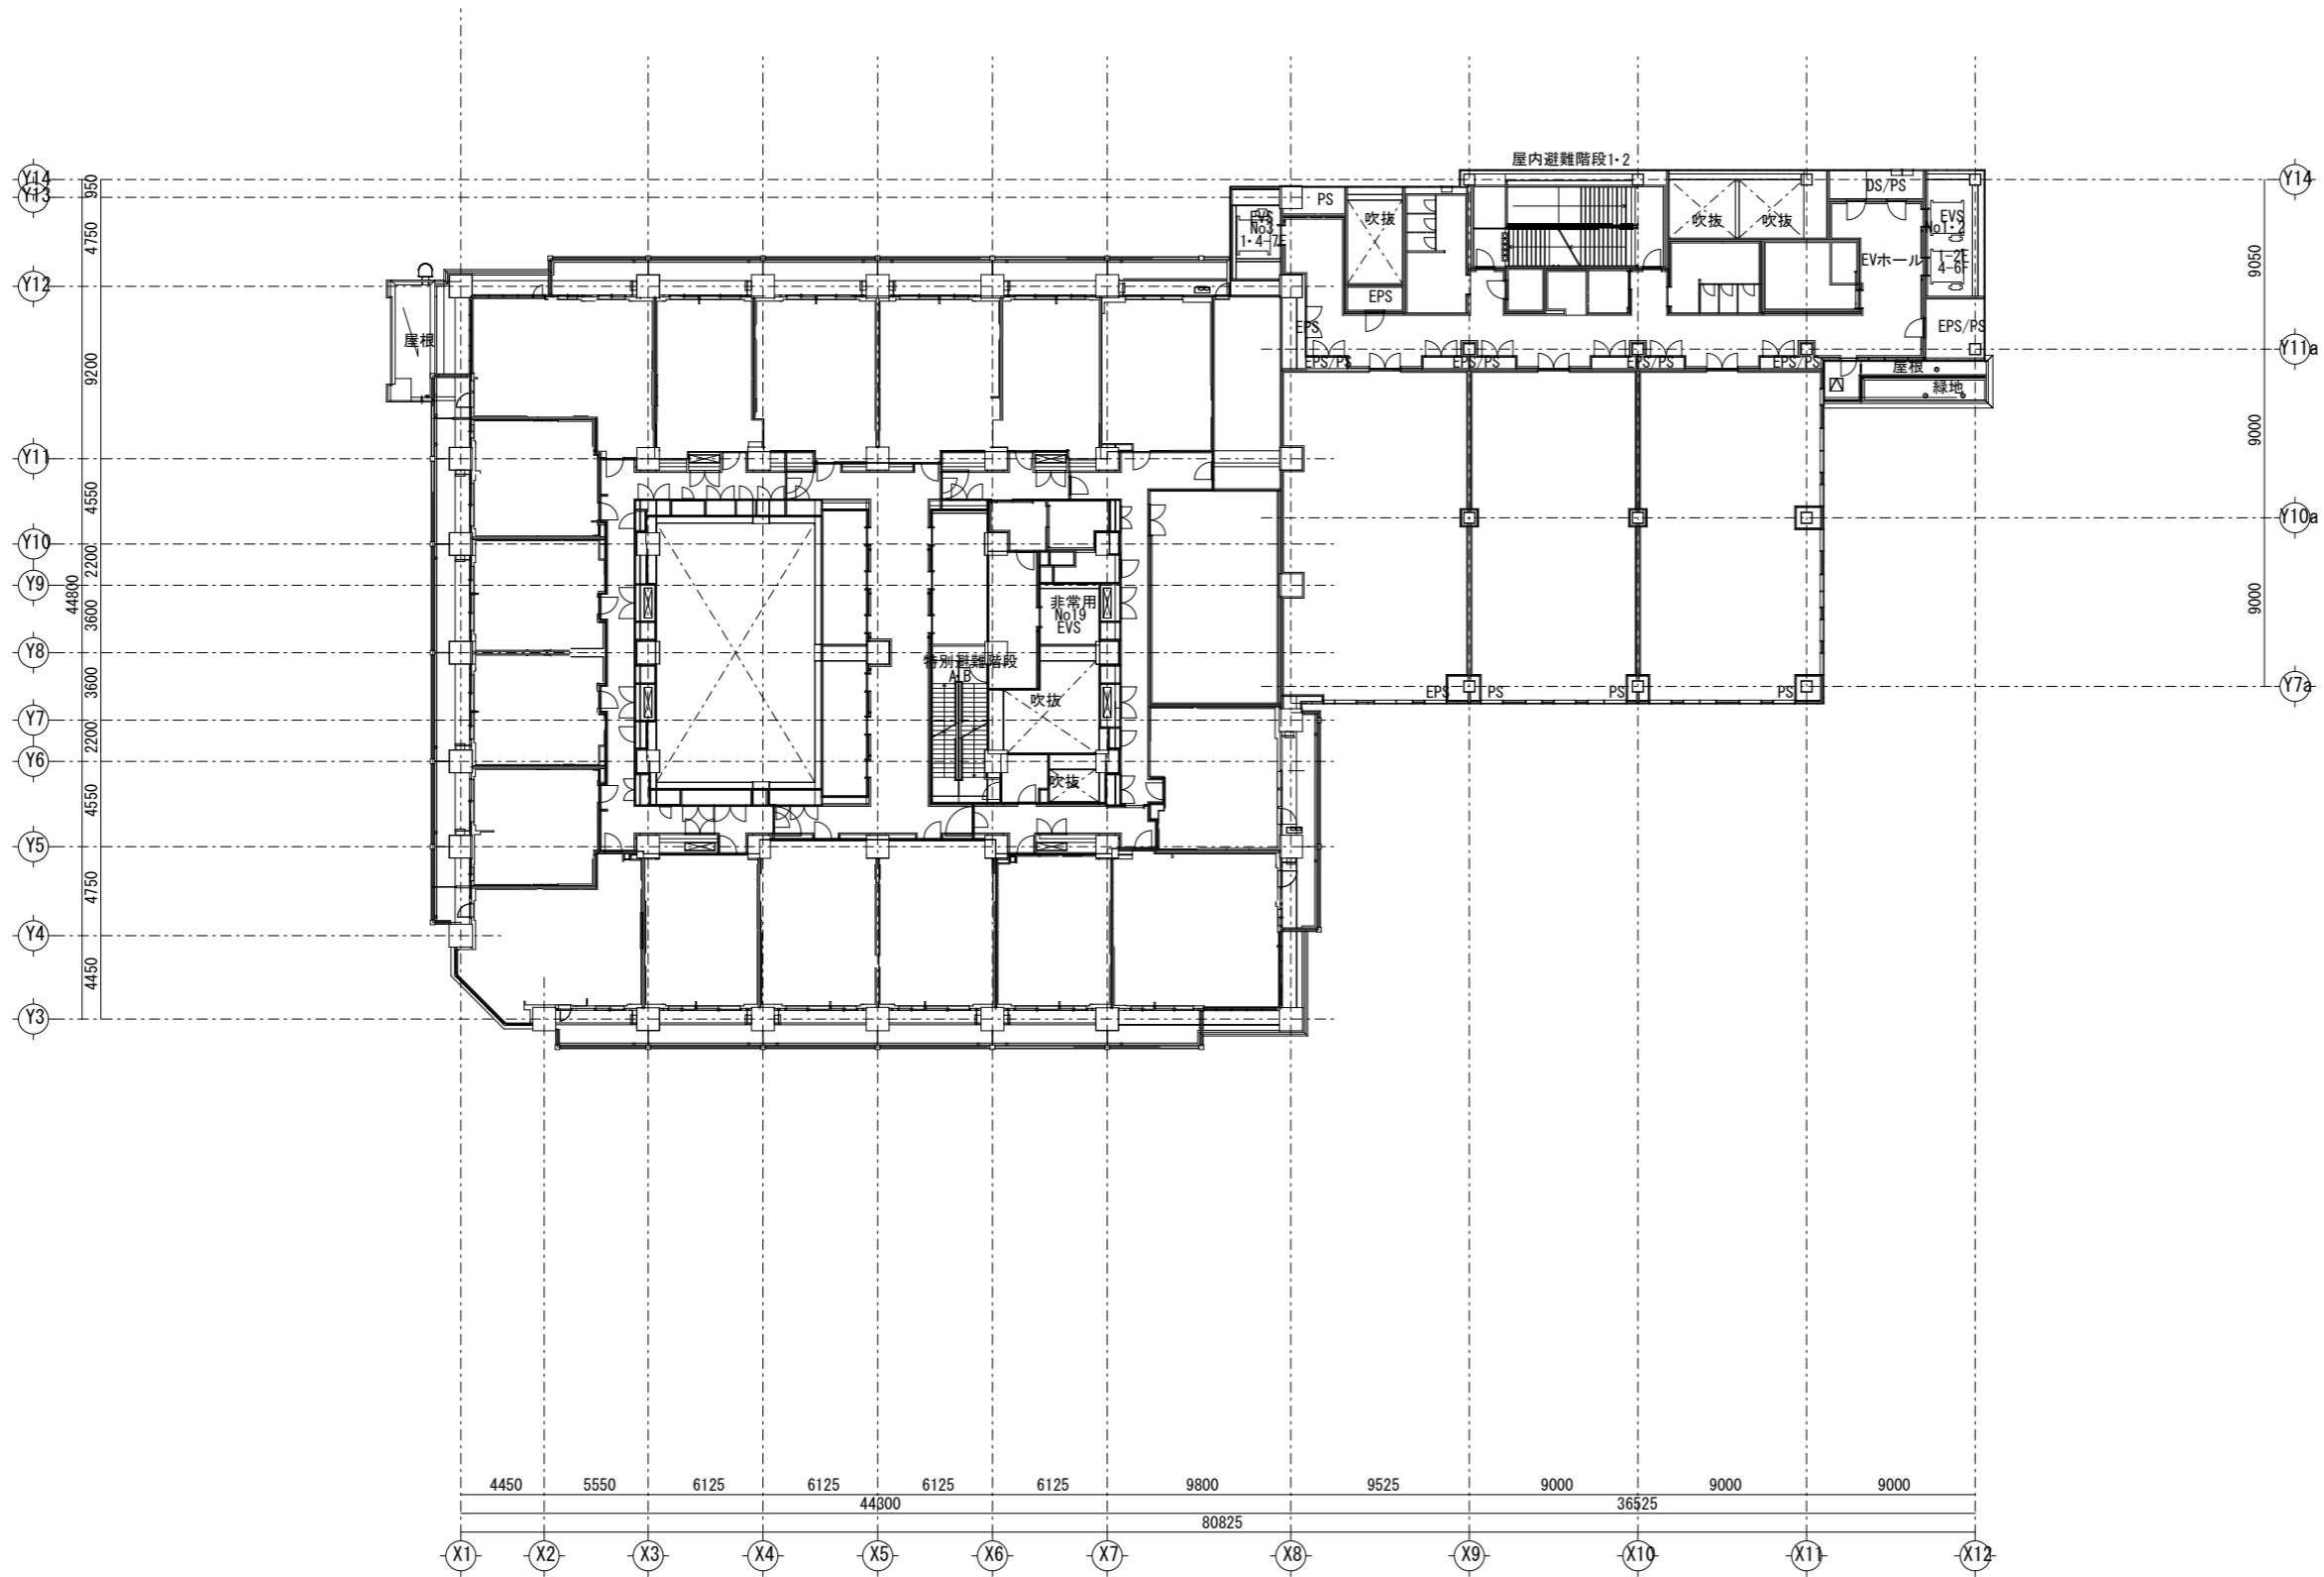 屋内避難階段1・2
Y14
Y13
Y14
950
PS
DS/PS
EVS
No3
1・4-7F
吹抜
吹抜
吹抜
EVS
No1・2
4750
EVホール
1-2F
4-6F
9050
Y12
EPS
EPS
EPS/PS
屋根
Y11a
EPS/PS
EPS/PS
EPS/PS
EPS/PS
屋根
9200
緑地
9000
Y11
4550
Y10a
Y10
2200
Y9
44800
3600
非常用
No19
EVS
9000
Y8
特別避難階段
A・B
3600
EPS
PS
PS
PS
Y7a
吹抜
Y7
2200
Y6
吹抜
4550
Y5
4750
Y4
4450
Y3
4450
5550
6125
6125
6125
6125
9800
9525
9000
9000
9000
44300
36525
80825
X1
X2
X3
X4
X5
X6
X7
X8
X9
X10
X11
X12